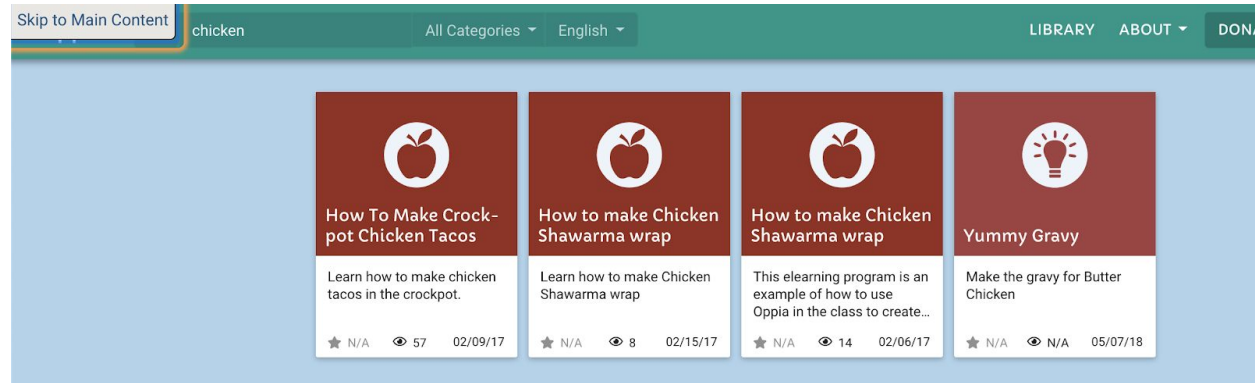 Skip to Main Content
chicken
All Categories
English
LIBRARY
ABOUT
How To Make Crock-
pot Chicken Tacos
Learn how to make chicken
tacos in the crockpot.
N/A 57 02/09/17
How to make Chicken
Shawarma wrap
Learn how to make Chicken
Shawarma wrap
N/A 8 02/15/17
How to make Chicken
Shawarma wrap
This elearning program is an
example of how to use
Oppia in the class to create...
N/A 14 02/06/17
Yummy Gravy
Make the gravy for Butter
Chicken
N/A N/A 05/07/18